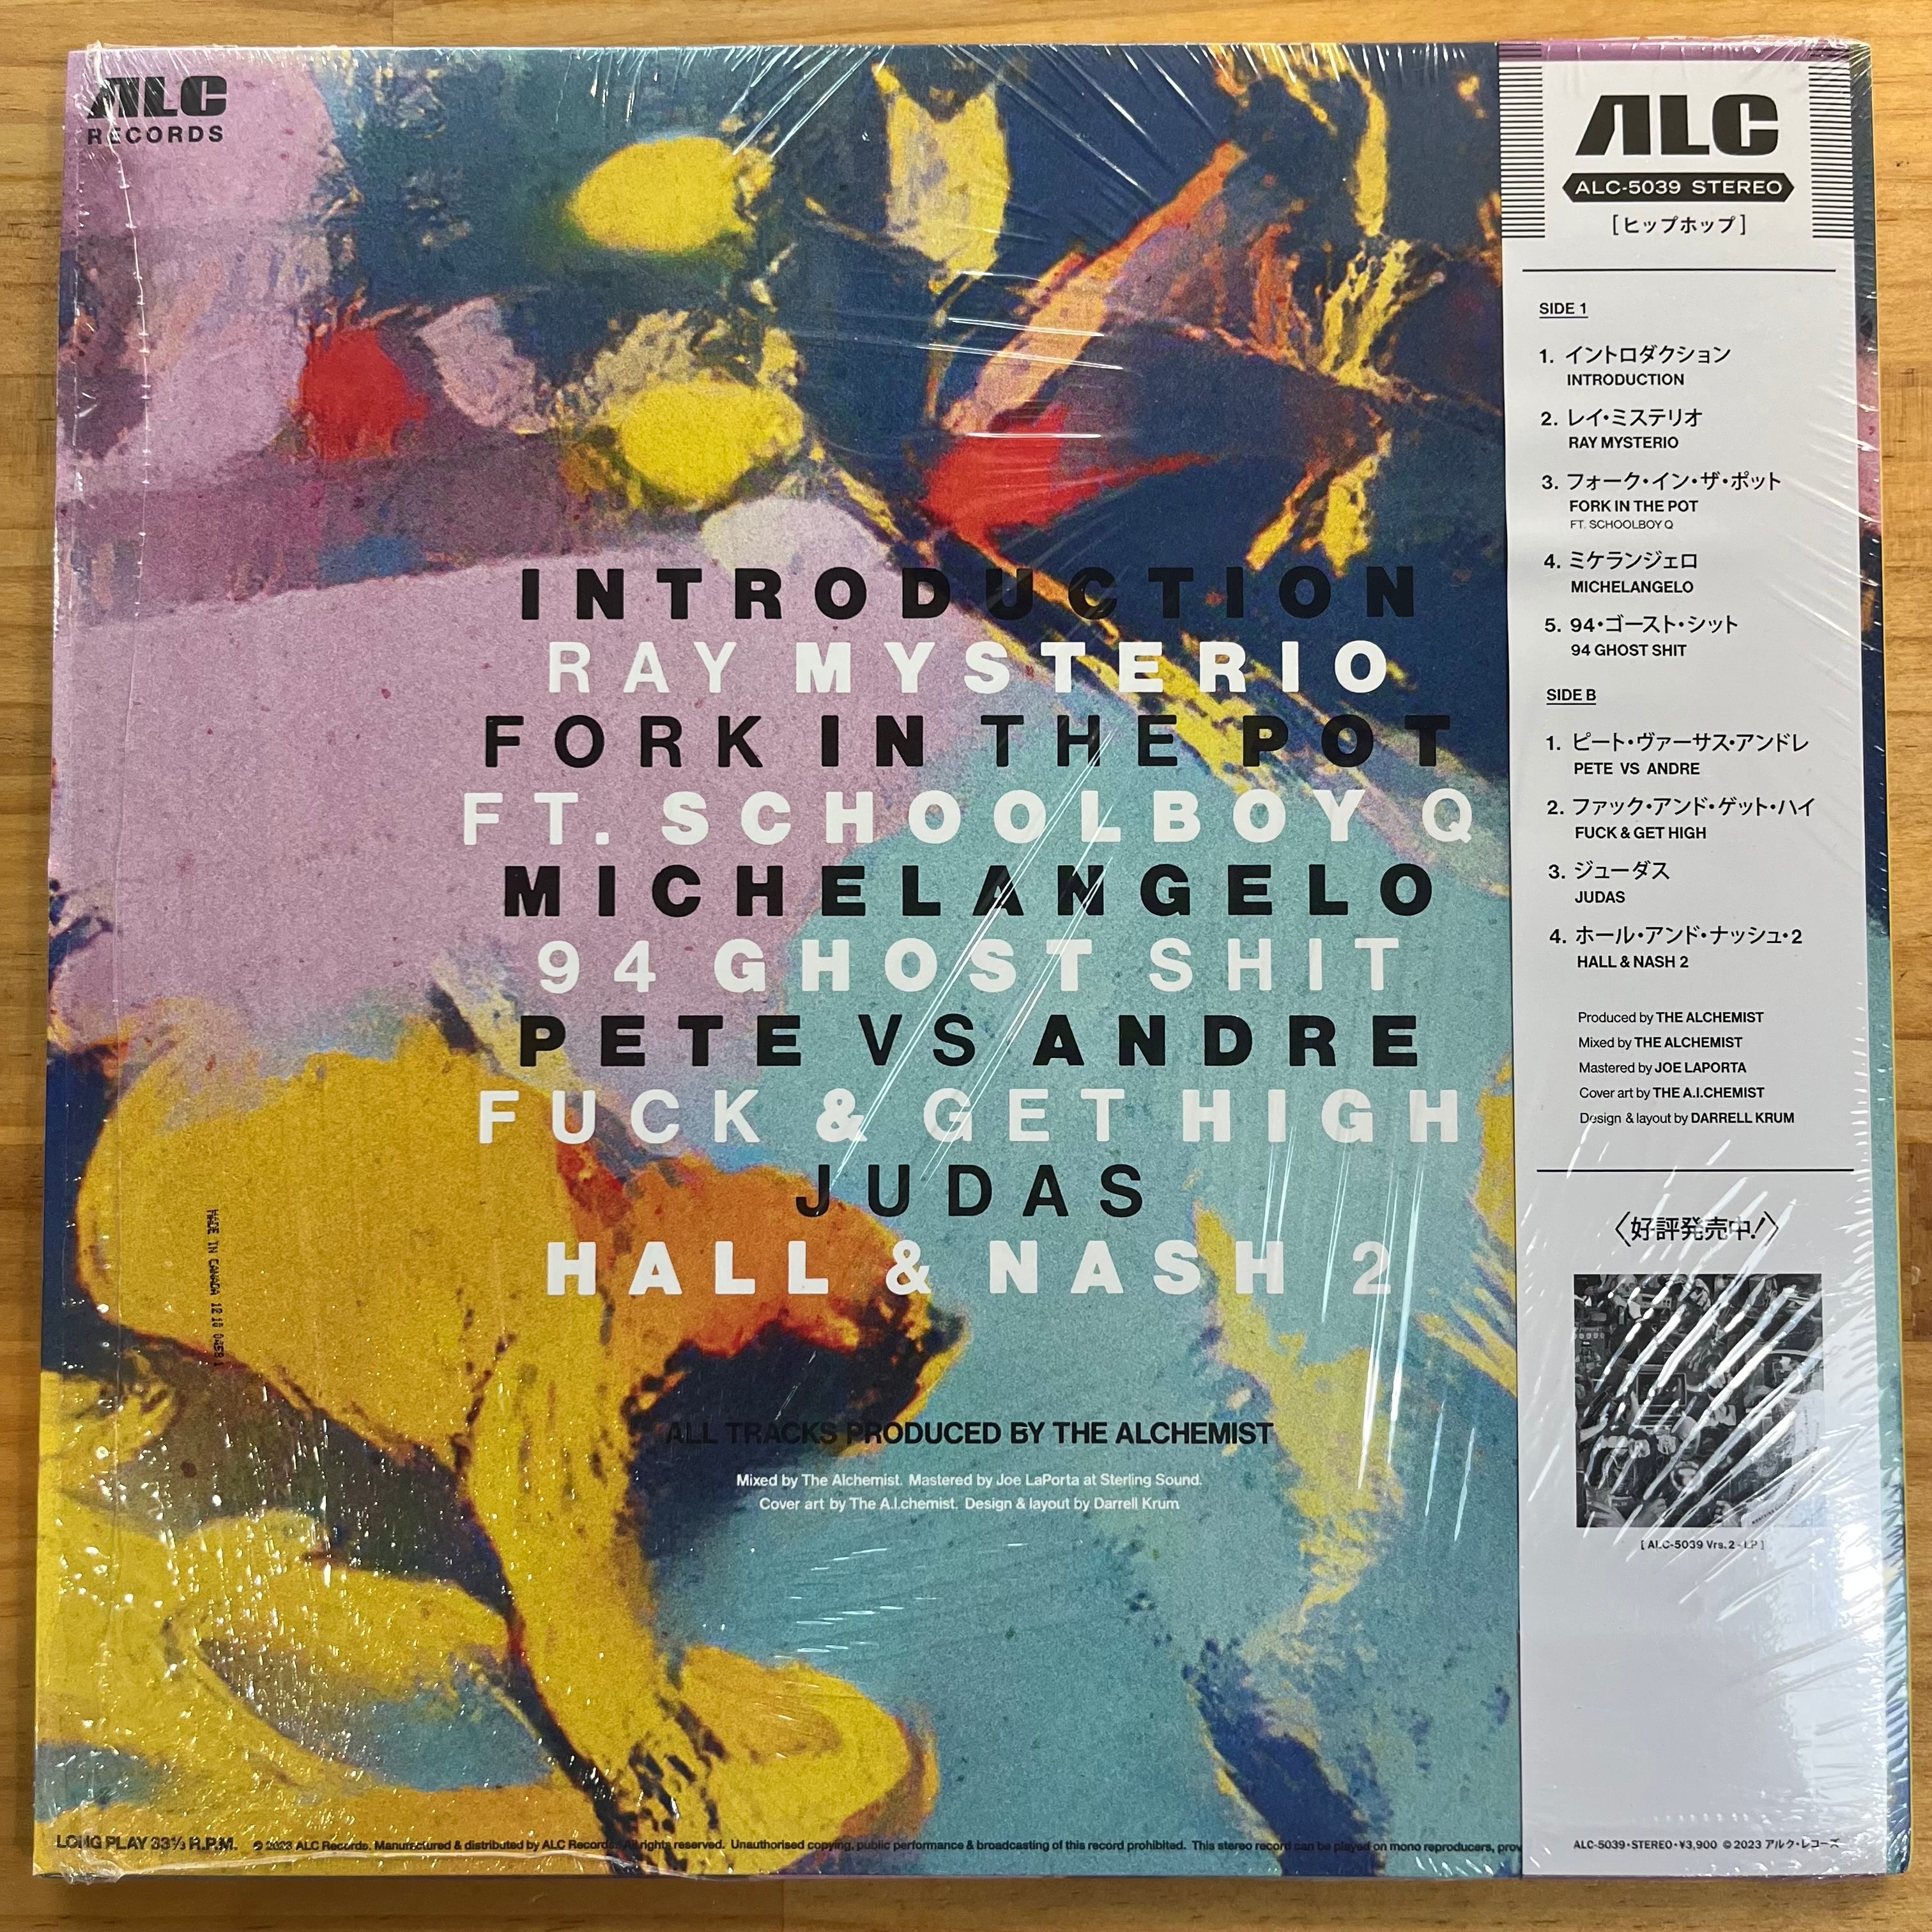 ALC
RECORDS
INTRODUCTION
RAY MYSTERIO
FORK IN THE POT
FT. SCHOOLBOY Q
MICHELANGELO
94 GHOST SHIT
PETE VS ANDRE
FUCK & GET HIGH
JUDAS
HALL & NASH 2
ALL TRACKS PRODUCED BY THE ALCHEMIST
Mixed by The Alchemist. Mastered by Joe LaPorta at Sterling Sound.
Cover art by The A.I.chemist. Design & layout by Darrell Krum
MADE IN CANADA 12 10
LONG PLAY 33⅓ R.P.M. ℗ 2023 ALC Records. Manufactured & distributed by ALC Records. All rights reserved. Unauthorised copying, public performance & broadcasting of this record prohibited. This stereo record can be played on mono reproducers, prov
ALC
ALC-5039 STEREO
[ヒップホップ]
SIDE 1
1. イントロダクション
INTRODUCTION
2. レイ・ミステリオ
RAY MYSTERIO
3. フォーク・イン・ザ・ポット
FORK IN THE POT
FT. SCHOOLBOY Q
4. ミケランジェロ
MICHELANGELO
5. 94・ゴースト・シット
94 GHOST SHIT
SIDE B
1. ピート・ヴァーサス・アンドレ
PETE VS ANDRE
2. ファック・アンド・ゲット・ハイ
FUCK & GET HIGH
3. ジューダス
JUDAS
4. ホール・アンド・ナッシュ・2
HALL & NASH 2
Produced by THE ALCHEMIST
Mixed by THE ALCHEMIST
Mastered by JOE LAPORTA
Cover art by THE A.I.CHEMIST
Design & layout by DARRELL KRUM
〈好評発売中!〉
[ ALC-5039 Vrs. 2 - LP ]
ALC-5039・STEREO・¥3,900 ©2023 アルク・レコーズ